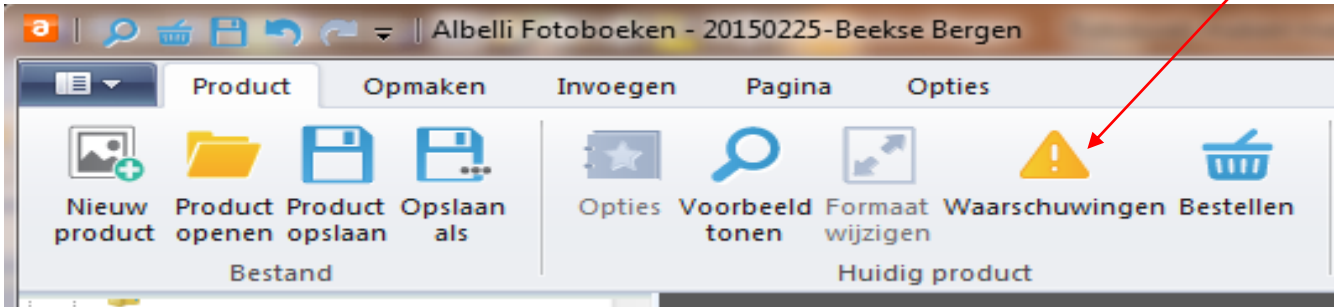 a | Albelli Fotoboeken - 20150225-Beekse Bergen
Product Opmaken Invoegen Pagina Opties
Nieuw product
Product openen
Product opslaan
Opslaan als
Opties
Voorbeeld tonen
Formaat wijzigen
Waarschuwingen
Bestellen
Bestand
Huidig product